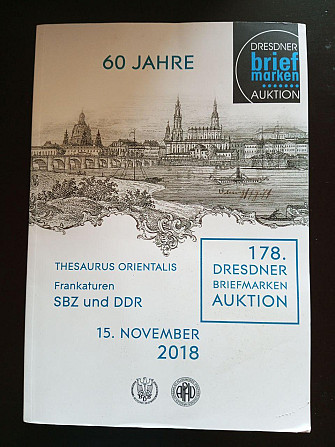 60 JAHRE
DRESDNER
brief
marken
AUKTION
THESAURUS ORIENTALIS
Frankaturen
SBZ und DDR
15. NOVEMBER
2018
178.
DRESDNER
BRIEFMARKEN
AUKTION